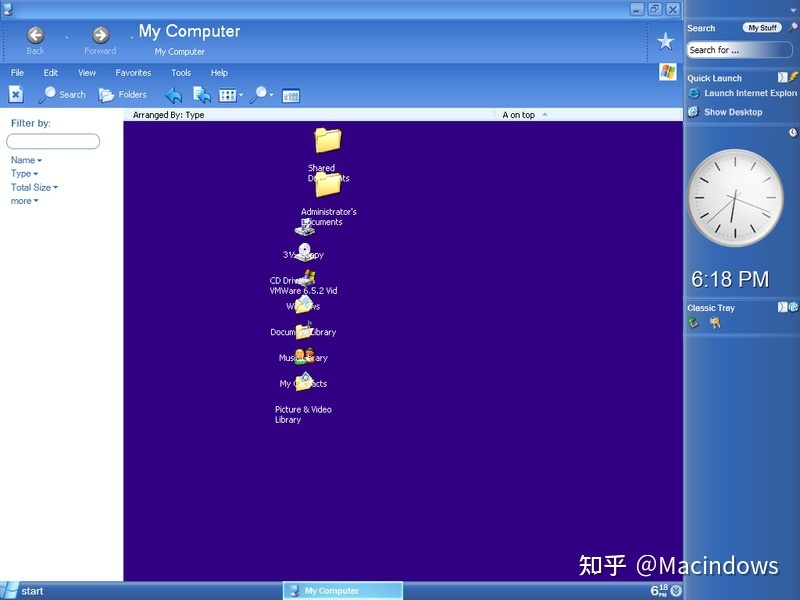 My Computer
My Computer
Back
Forward
File Edit View Favorites Tools Help
Search Folders
Filter by:
Name
Type
Total Size
more
Arranged By: Type A on top
Shared
Documents
Administrator's
Documents
3½ Floppy
CD Drive
VMWare 6.5.2 Vid
Windows
Document Library
Music Library
My Contacts
Picture & Video
Library
Search My Stuff
Search for ...
Quick Launch
Launch Internet Explor
Show Desktop
6:18 PM
Classic Tray
知乎 @Macindows
start
My Computer
6 18 PM